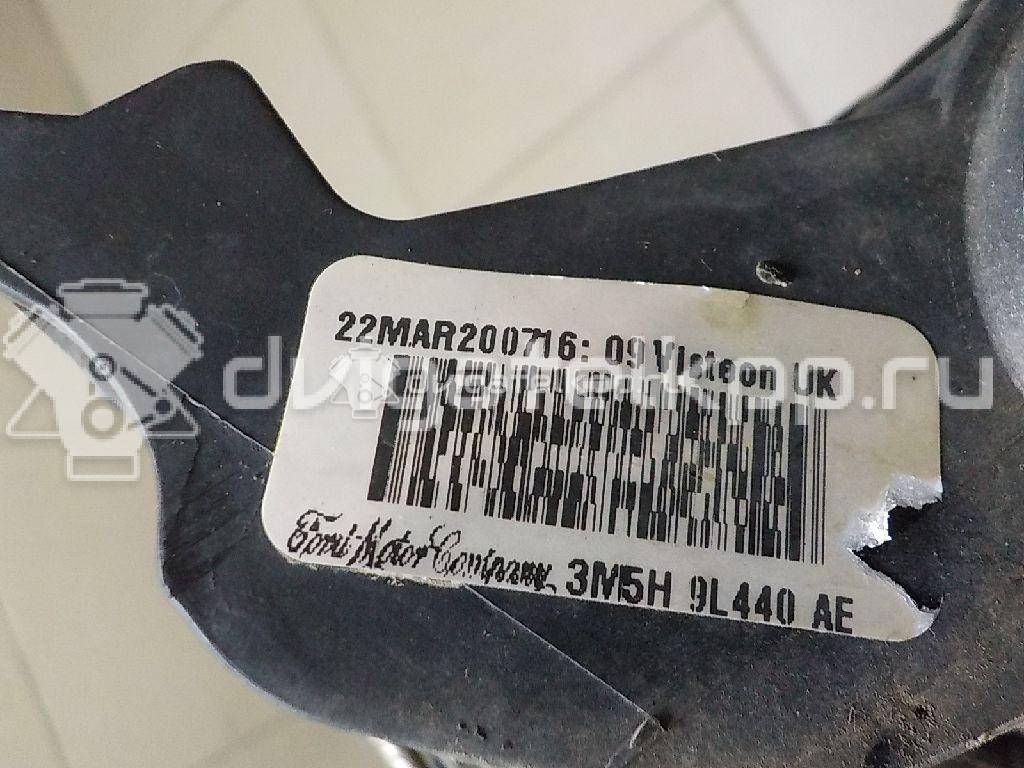 22MAR200716: 09 Visteon UK
Ford Motor Company 3M5H 9L440 AE